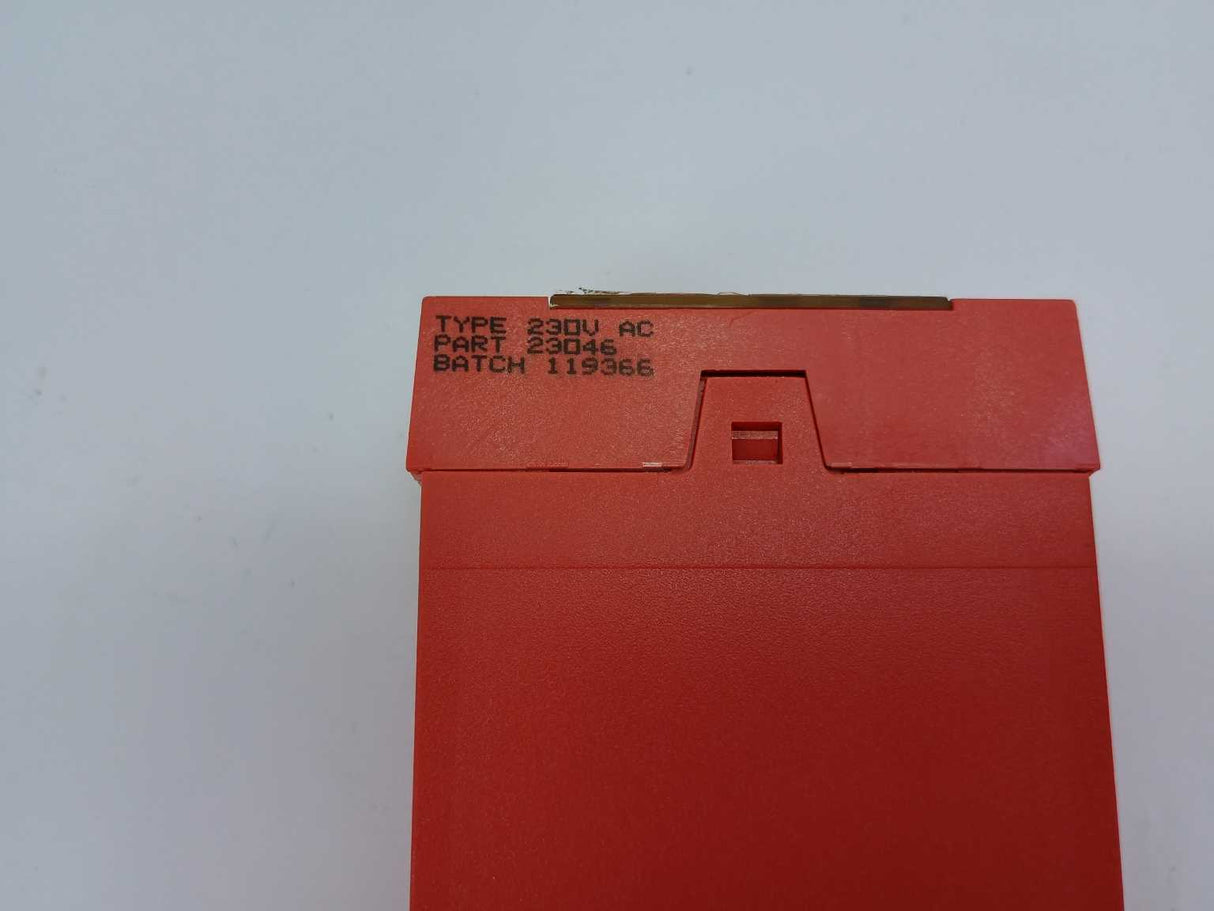 TYPE 230V AC
PART 23046
BATCH 119366